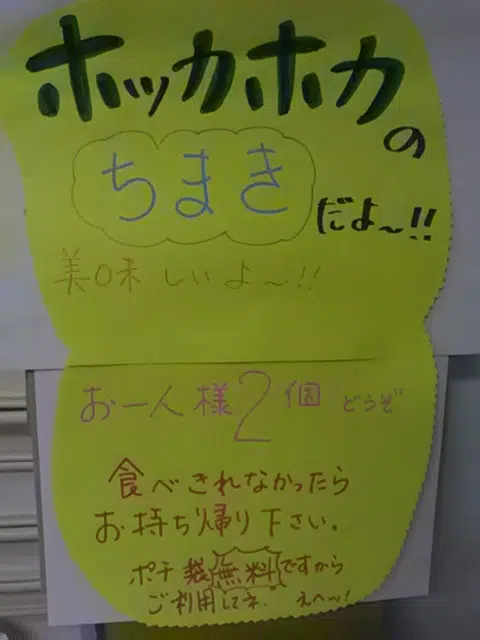 ホッカホカ
の
ちまき
だよ〜!!
美味しいよ〜!!
お一人様2個 どうぞ
食べきれなかったら
お持ち帰り下さい。
ポチ袋無料ですから
ご利用してネ. えへッ!